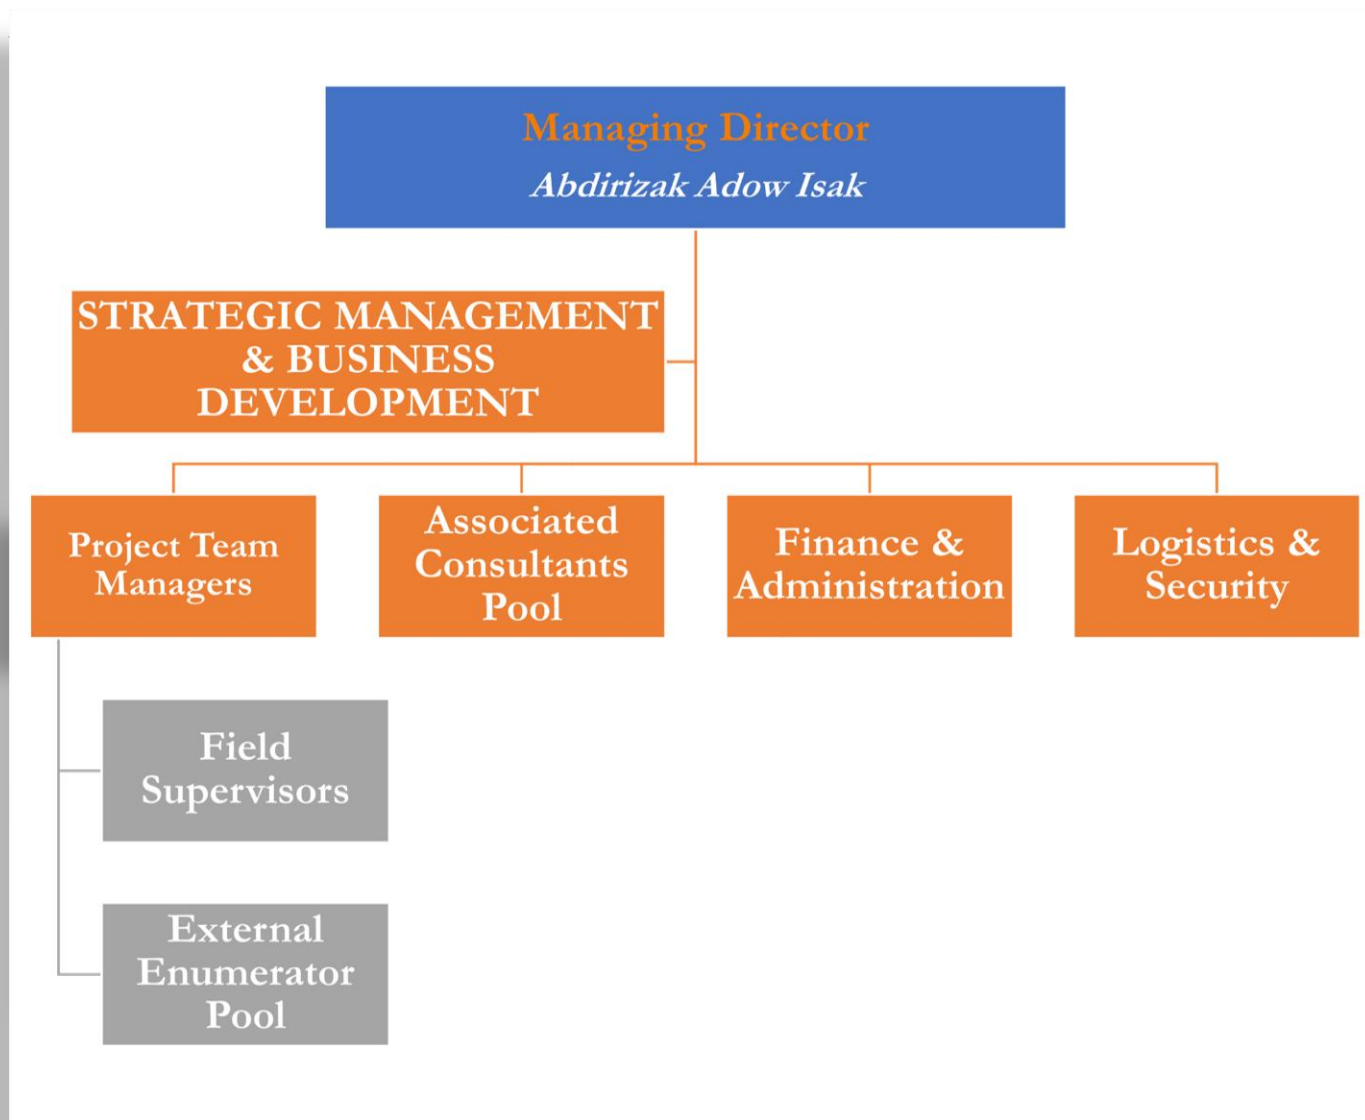 Managing Director
Abdirizak Adow Isak
STRATEGIC MANAGEMENT
& BUSINESS
DEVELOPMENT
Project Team
Managers
Associated
Consultants
Pool
Finance &
Administration
Logistics &
Security
Field
Supervisors
External
Enumerator
Pool